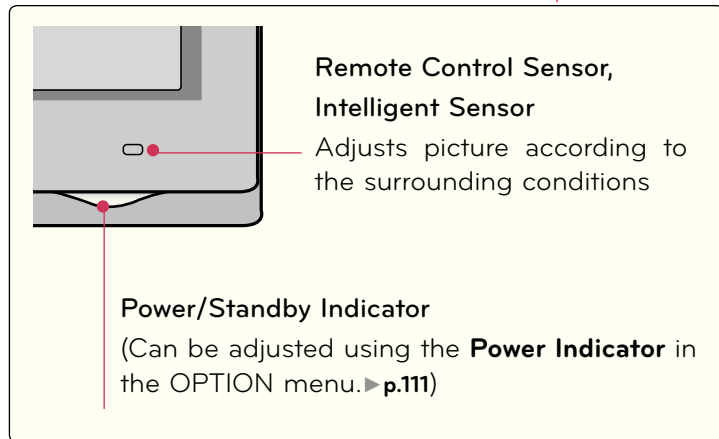 Remote Control Sensor,
Intelligent Sensor
Adjusts picture according to
the surrounding conditions
Power/Standby Indicator
(Can be adjusted using the Power Indicator in
the OPTION menu.►p.111)